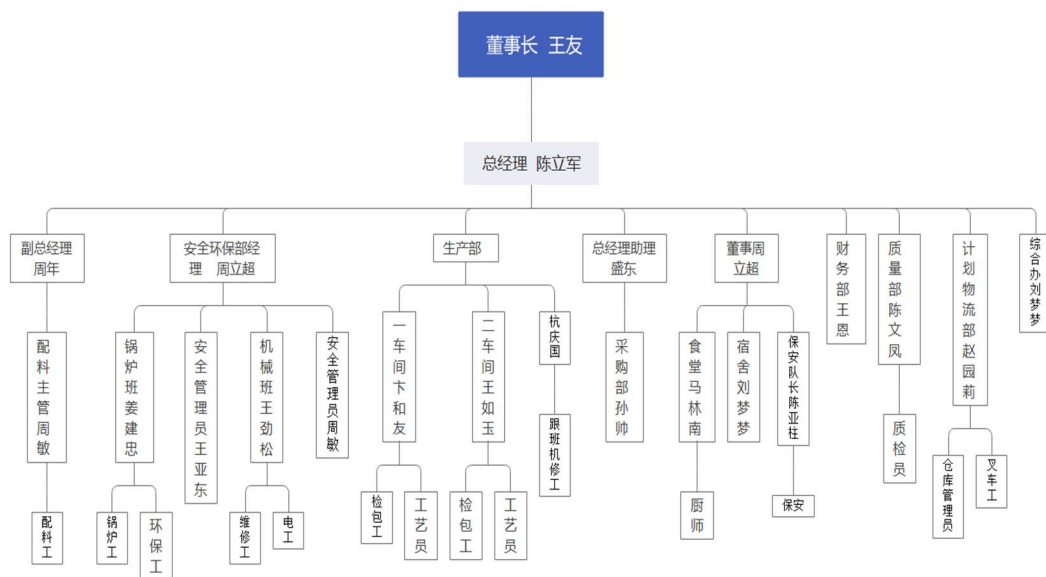 董事长 王友
总经理 陈立军
副总经理
周年
安全环保部经
理 周立超
生产部
总经理助理
盛东
董事周
立超
财务部王恩
质量部陈文凤
计划物流部赵园莉
综合办刘梦梦
配料主管周敏
锅炉班姜建忠
安全管理员王亚东
机械班王劲松
安全管理员周敏
一车间卞和友
二车间王如玉
杭庆国
采购部孙帅
食堂马林南
宿舍刘梦梦
保安队长陈亚柱
跟班机修工
质检员
仓库管理员
叉车工
配料工
锅炉工
环保工
维修工
电工
检包工
工艺员
检包工
工艺员
厨师
保安